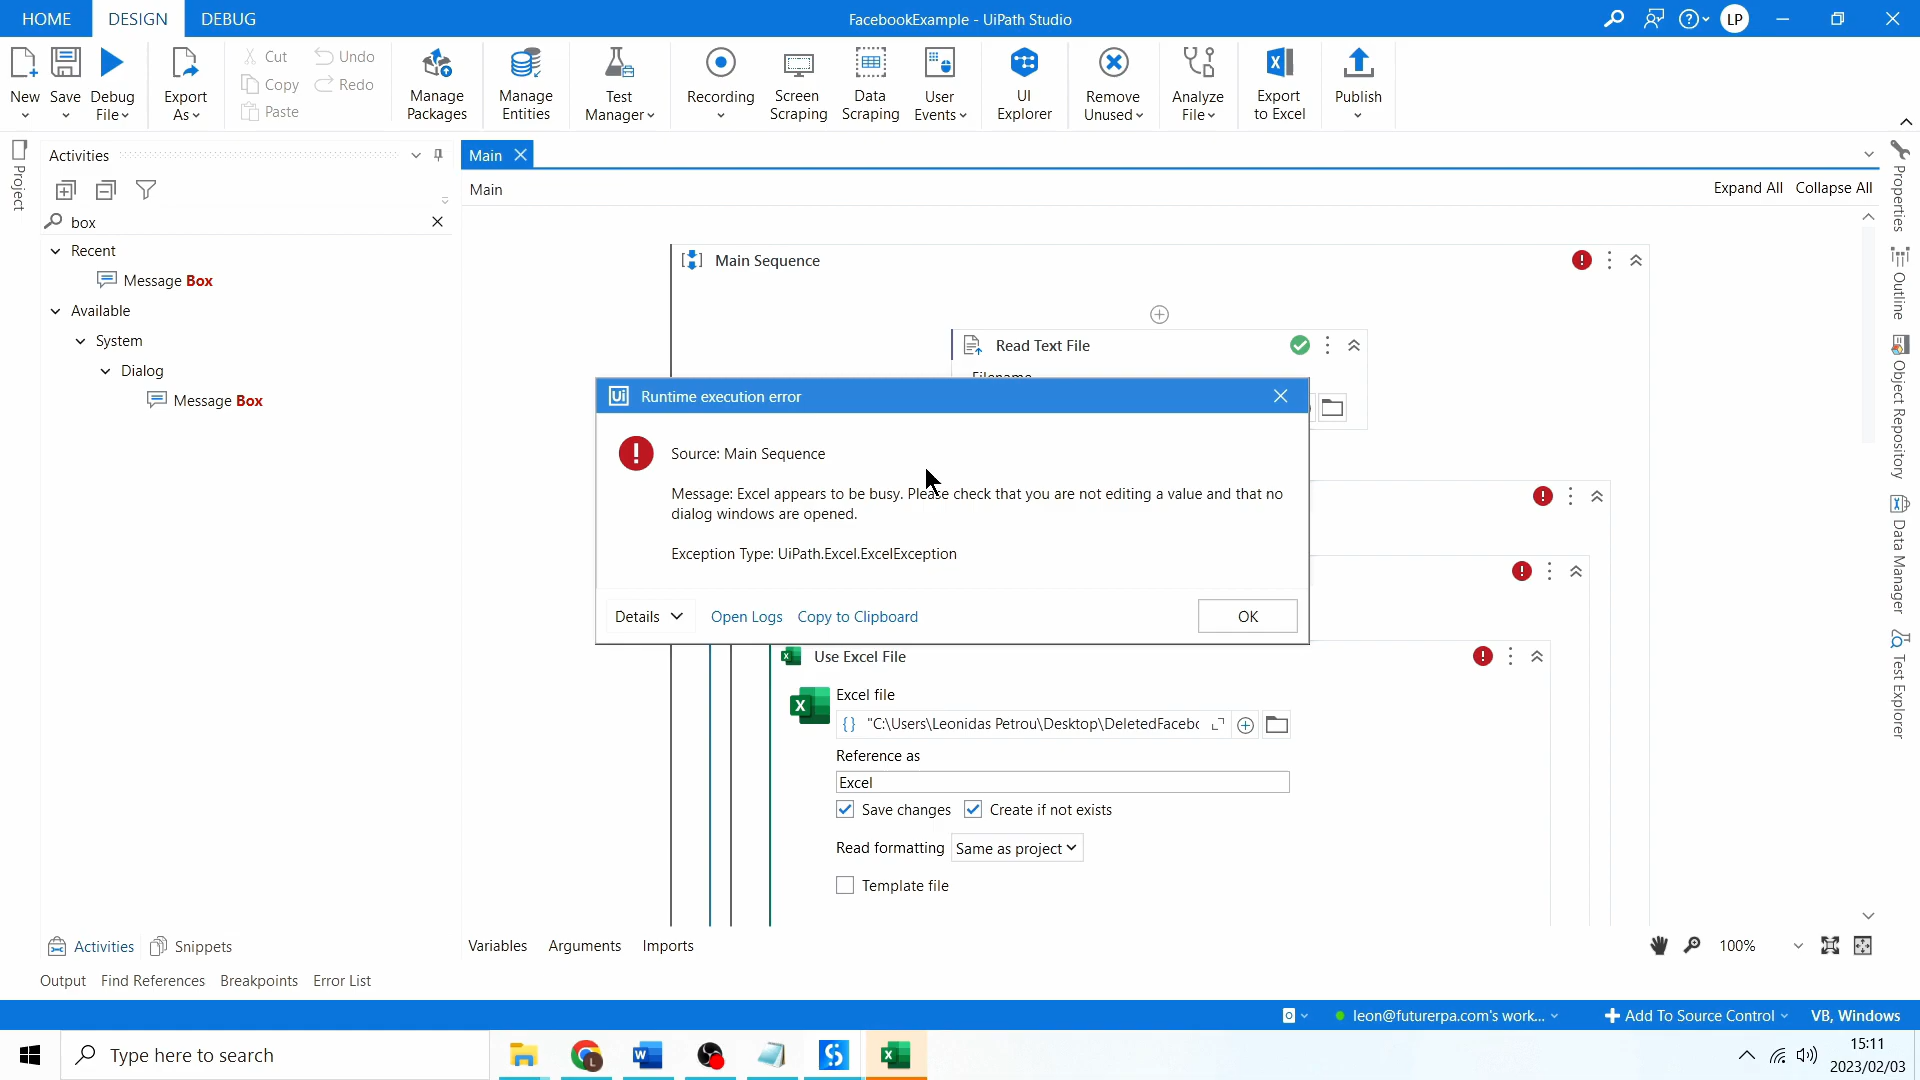 HOME
DESIGN
DEBUG
FacebookExample - UiPath Studio
LP
New
Save
Debug
File
Export
As
Cut
Copy
Paste
Undo
Redo
Manage
Packages
Manage
Entities
Test
Manager
Recording
Screen
Scraping
Data
Scraping
User
Events
UI
Explorer
Remove
Unused
Analyze
File
Export
to Excel
Publish
Project
Activities
box
Recent
Message Box
Available
System
Dialog
Message Box
Main
Main
Expand All
Collapse All
Main Sequence
Read Text File
Filename
Ui
Runtime execution error
Source: Main Sequence
Message: Excel appears to be busy. Please check that you are not editing a value and that no
dialog windows are opened.
Exception Type: UiPath.Excel.ExcelException
Details
Open Logs
Copy to Clipboard
OK
Use Excel File
Excel file
"C:\Users\Leonidas Petrou\Desktop\DeletedFacebo
Reference as
Excel
Save changes
Create if not exists
Read formatting
Same as project
Template file
Properties
Outline
Object Repository
Data Manager
Test Explorer
Activities
Snippets
Variables
Arguments
Imports
100%
Output
Find References
Breakpoints
Error List
leon@futurerpa.com's work...
Add To Source Control
VB, Windows
Type here to search
15:11
2023/02/03